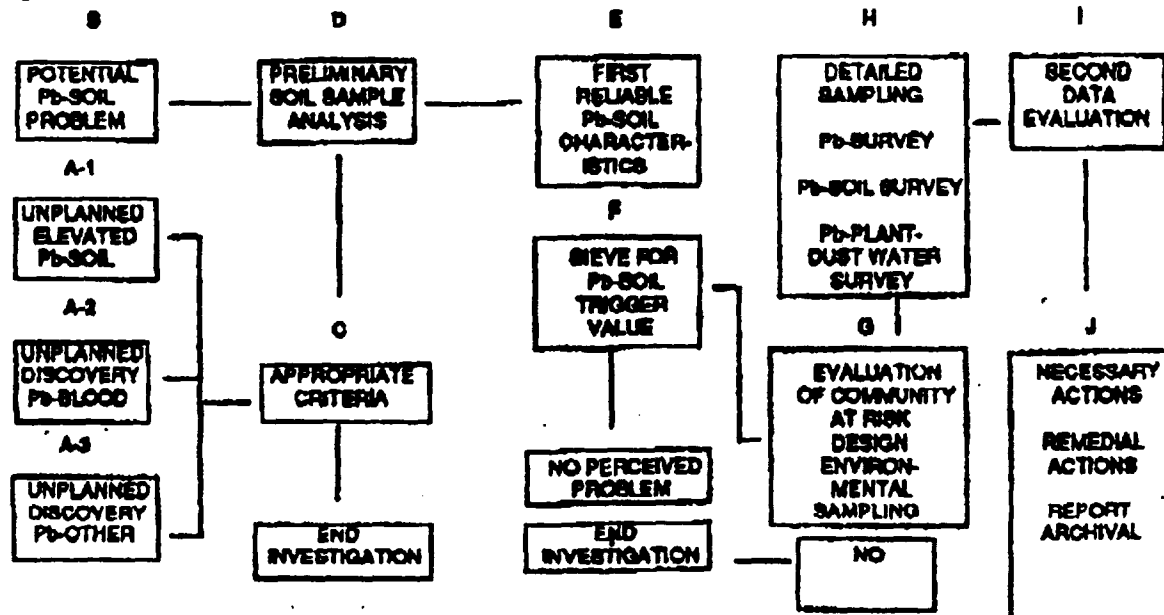 B
POTENTIAL
Pb-SOIL
PROBLEM
A-1
UNPLANNED
ELEVATED
Pb-SOIL
A-2
UNPLANNED
DISCOVERY
Pb-BLOOD
A-3
UNPLANNED
DISCOVERY
Pb-OTHER
D
PRELIMINARY
SOIL SAMPLE
ANALYSIS
C
APPROPRIATE
CRITERIA
END
INVESTIGATION
E
FIRST
RELIABLE
Pb-SOIL
CHARACTER-
ISTICS
F
SIEVE FOR
Pb-SOIL
TRIGGER
VALUE
NO PERCEIVED
PROBLEM
END
INVESTIGATION
H
DETAILED
SAMPLING
Pb-SURVEY
Pb-SOIL SURVEY
Pb-PLANT-
DUST WATER
SURVEY
G
EVALUATION
OF COMMUNITY
AT RISK
DESIGN
ENVIRON-
MENTAL
SAMPLING
NO
I
SECOND
DATA
EVALUATION
J
NECESSARY
ACTIONS
REMEDIAL
ACTIONS
REPORT
ARCHIVAL